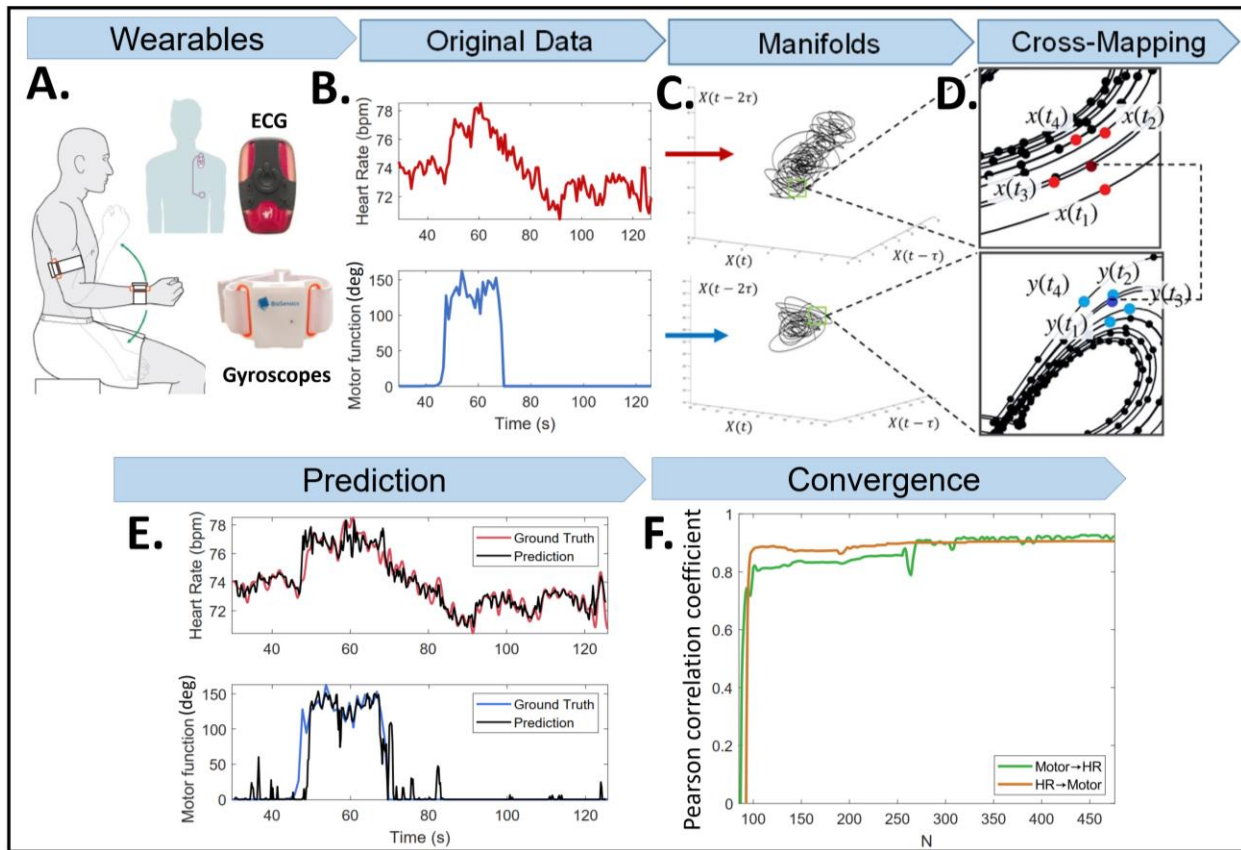 Wearables
Original Data
Manifolds
Cross-Mapping
A.
ECG
BioSensics
Gyroscopes
B.
Heart Rate (bpm)
78
76
74
72
40
60
80
100
120
Motor function (deg)
150
100
50
0
40
60
80
100
120
Time (s)
C.
X(t − 2τ)
X(t)
X(t − τ)
X(t − 2τ)
X(t)
X(t − τ)
D.
x(t₄)
x(t₂)
x(t₃)
x(t₁)
y(t₄)
y(t₂)
y(t₃)
y(t₁)
Prediction
Convergence
E.
Heart Rate (bpm)
78
76
74
72
Ground Truth
Prediction
40
60
80
100
120
Motor function (deg)
150
100
50
0
Ground Truth
Prediction
40
60
80
100
120
Time (s)
F.
Pearson correlation coefficient
1
0.8
0.6
0.4
0.2
0
Motor→HR
HR→Motor
100
150
200
250
300
350
400
450
N